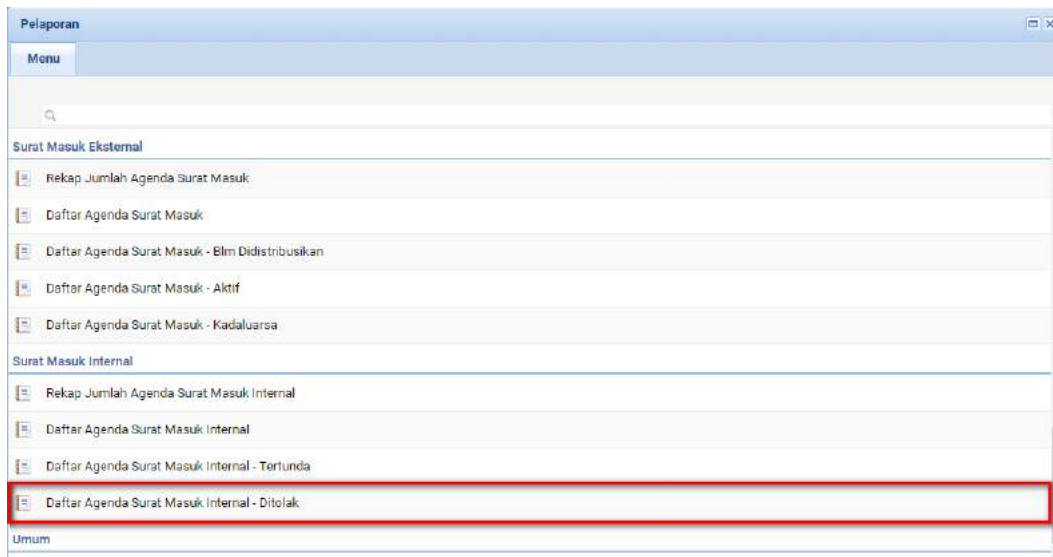 Pelaporan
Menu
Surat Masuk Eksternal
Rekap Jumlah Agenda Surat Masuk
Daftar Agenda Surat Masuk
Daftar Agenda Surat Masuk - Blm Didistribusikan
Daftar Agenda Surat Masuk - Aktif
Daftar Agenda Surat Masuk - Kadaluarsa
Surat Masuk Internal
Rekap Jumlah Agenda Surat Masuk Internal
Daftar Agenda Surat Masuk Internal
Daftar Agenda Surat Masuk Internal - Tertunda
Daftar Agenda Surat Masuk Internal - Ditolak
Umum